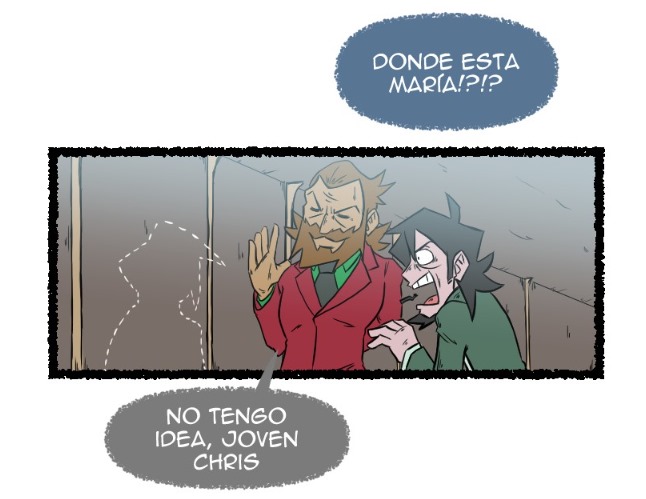 DONDE ESTA
MARÍA!?!?
NO TENGO
IDEA, JOVEN
CHRIS